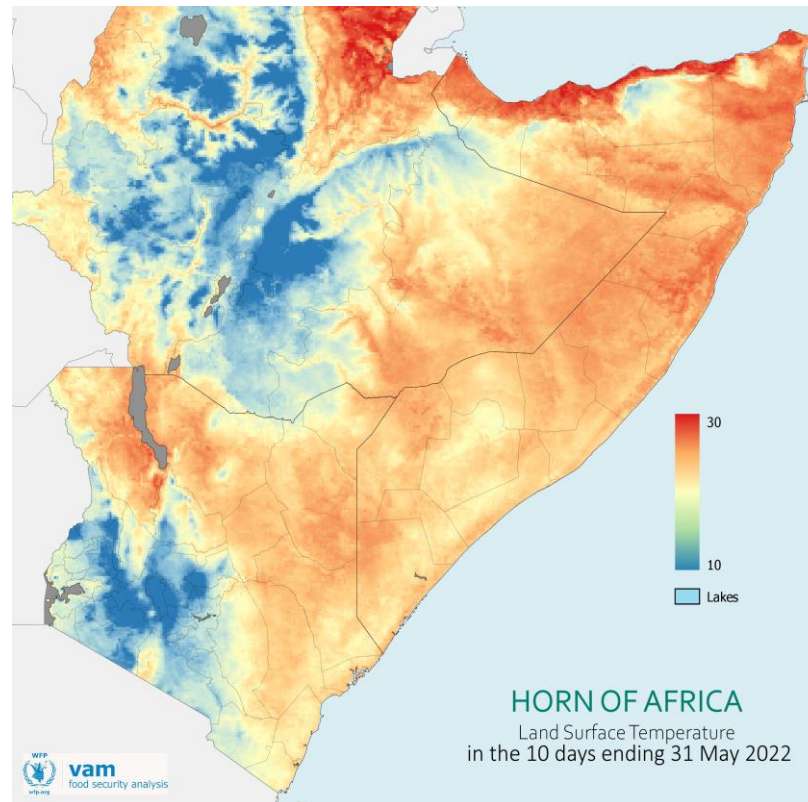 30
10
Lakes
HORN OF AFRICA
Land Surface Temperature
in the 10 days ending 31 May 2022
WFP
wfp.org
vam
food security analysis